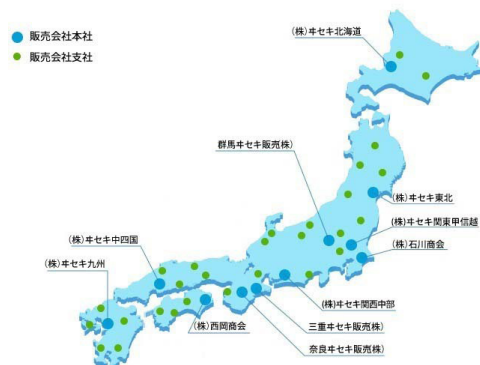 販売会社本社
販売会社支社
(株)ヰセキ北海道
群馬ヰセキ販売株)
(株)ヰセキ東北
(株)ヰセキ関東甲信越
(株)石川商会
(株)ヰセキ中四国
(株)ヰセキ九州
(株)ヰセキ関西中部
(株)西岡商会
三重ヰセキ販売株)
奈良ヰセキ販売株)